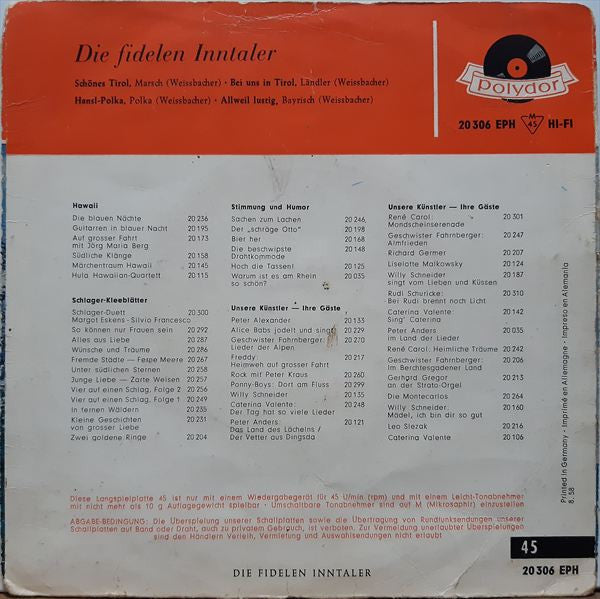 Die fidelen Inntaler
Schönes Tirol, Marsch (Weissbacher) · Bei uns in Tirol, Ländler (Weissbacher)
Hansl-Polka, Polka (Weissbacher) · Allweil lustig, Bayrisch (Weissbacher)
Polydor
20 306 EPH M 45 HI-FI
Hawaii
Die blauen Nächte 20 236
Guitarren in blauer Nacht 20 195
Auf grosser Fahrt 20 173
mit Jörg Maria Berg
Südliche Klänge 20 158
Märchentraum Hawaii 20 145
Hula Hawaiian-Quartett 20 115
Schlager-Kleeblätter
Schlager-Duett 20 300
Margot Eskens · Silvio Francesco
So können nur Frauen sein 20 292
Alles aus Liebe 20 287
Wünsche und Träume 20 286
Fremde Städte — Ferne Meere 20 267
Unter südlichen Sternen 20 258
Junge Liebe — Zarte Weisen 20 257
Vier auf einen Schlag, Folge 2 20 256
Vier auf einen Schlag, Folge 1 20 249
In fernen Wäldern 20 235
Kleine Geschichten 20 231
von grosser Liebe
Zwei goldene Ringe 20 204
Stimmung und Humor
Sachen zum Lachen 20 246
Der „schräge Otto" 20 198
Bier her 20 168
Die beschwipste 20 148
Drahtkommode
Hoch die Tassen! 20 125
Warum ist es am Rhein 20 035
so schön?
Unsere Künstler — Ihre Gäste
Peter Alexander 20 133
Alice Babs jodelt und singt 20 229
Geschwister Fahrnberger: 20 270
Lieder der Alpen
Freddy: 20 217
Heimweh auf grosser Fahrt
Rock mit Peter Kraus 20 260
Ponny-Boys: Dort am Fluss 20 299
Willy Schneider 20 135
Caterina Valente: 20 248
Der Tag hat so viele Lieder
Peter Anders: 20 121
Das Land des Lächelns /
Der Vetter aus Dingsda
Unsere Künstler — Ihre Gäste
René Carol: 20 301
Mondscheinserenade
Geschwister Fahrnberger: 20 247
Almfrieden
Richard Germer 20 207
Liselotte Malkowsky 20 124
Willy Schneider 20 187
singt vom Lieben und Küssen
Rudi Schuricke: 20 310
Bei Rudi brennt noch Licht
Caterina Valente: 20 142
Sing' Caterina
Peter Anders 20 035
im Land der Lieder
René Carol: Heimliche Träume 20 242
Geschwister Fahrnberger: 20 206
Im Berchtesgadener Land
Gerhard Gregor 20 213
an der Strato-Orgel
Die Montecarlos 20 264
Willy Schneider: 20 160
Mädel, ich bin dir so gut
Leo Slezak 20 216
Caterina Valente 20 106
Printed in Germany · Imprimé en Allemagne · Impreso en Alemania
8. 58
Diese Langspielplatte 45 ist nur mit einem Wiedergabegerät für 45 U/min (rpm) und mit einem Leicht-Tonabnehmer
mit nicht mehr als 10 g Auflagegewicht spielbar · Umschaltbare Tonabnehmer sind auf M (Mikrosaphir) einzustellen
ABGABE-BEDINGUNG: Die Überspielung unserer Schallplatten sowie die Übertragung von Rundfunksendungen unserer
Schallplatten auf Band oder Draht, auch zu privatem Gebrauch, ist verboten. Zur Vermeidung unerlaubter Überspielungen
sind den Händlern Verleih, Vermietung und Auswahlsendungen nicht erlaubt
45
DIE FIDELEN INNTALER
20 306 EPH